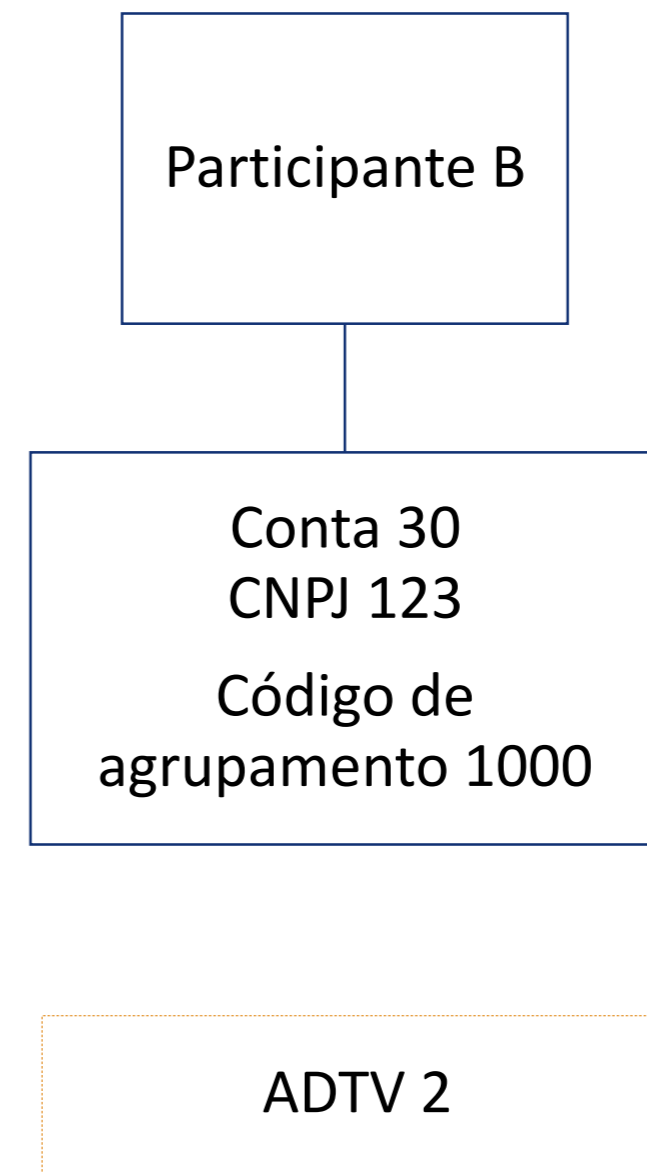 Participante B
Conta 30
CNPJ 123
Código de
agrupamento 1000
ADTV 2